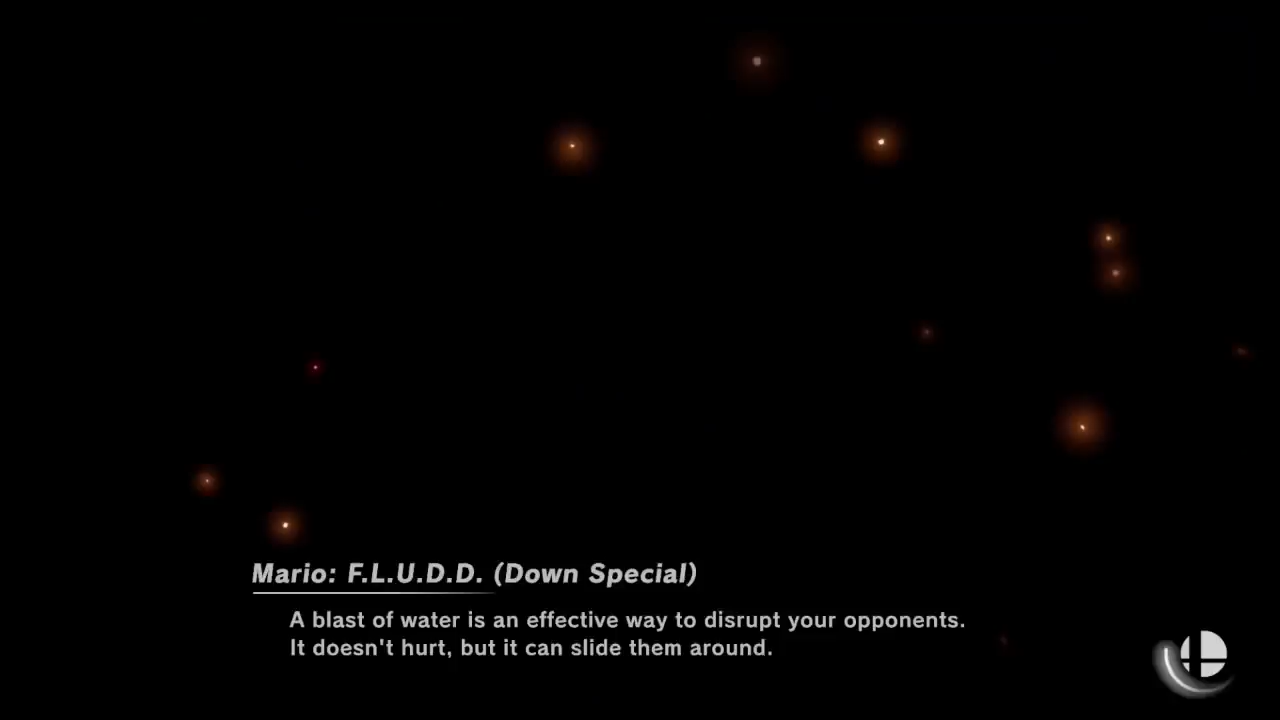 Mario: F.L.U.D.D. (Down Special)
A blast of water is an effective way to disrupt your opponents.
It doesn't hurt, but it can slide them around.